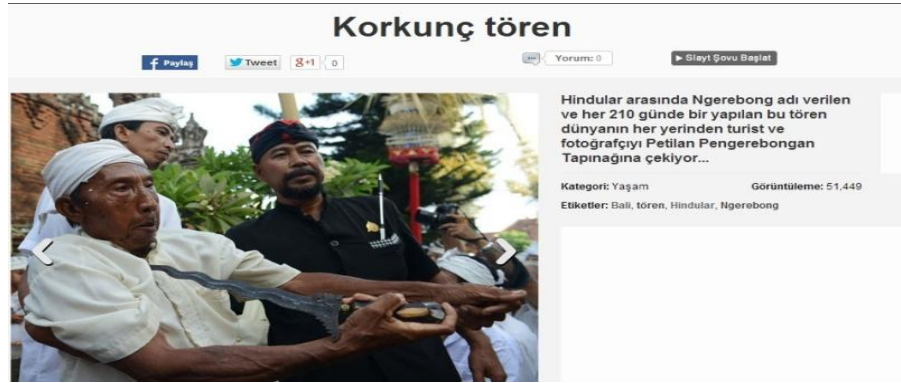 Korkunç tören
Paylaş Tweet g+1 0 Yorum: 0 ▶ Slayt Şovu Başlat
Hindular arasında Ngerebong adı verilen
ve her 210 günde bir yapılan bu tören
dünyanın her yerinden turist ve
fotoğrafçıyı Petilan Pengerebongan
Tapınağına çekiyor...
Kategori: Yaşam Görüntüleme: 51,449
Etiketler: Bali, tören, Hindular, Ngerebong